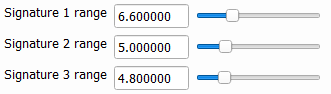 Signature 1 range 6.600000
Signature 2 range 5.000000
Signature 3 range 4.800000